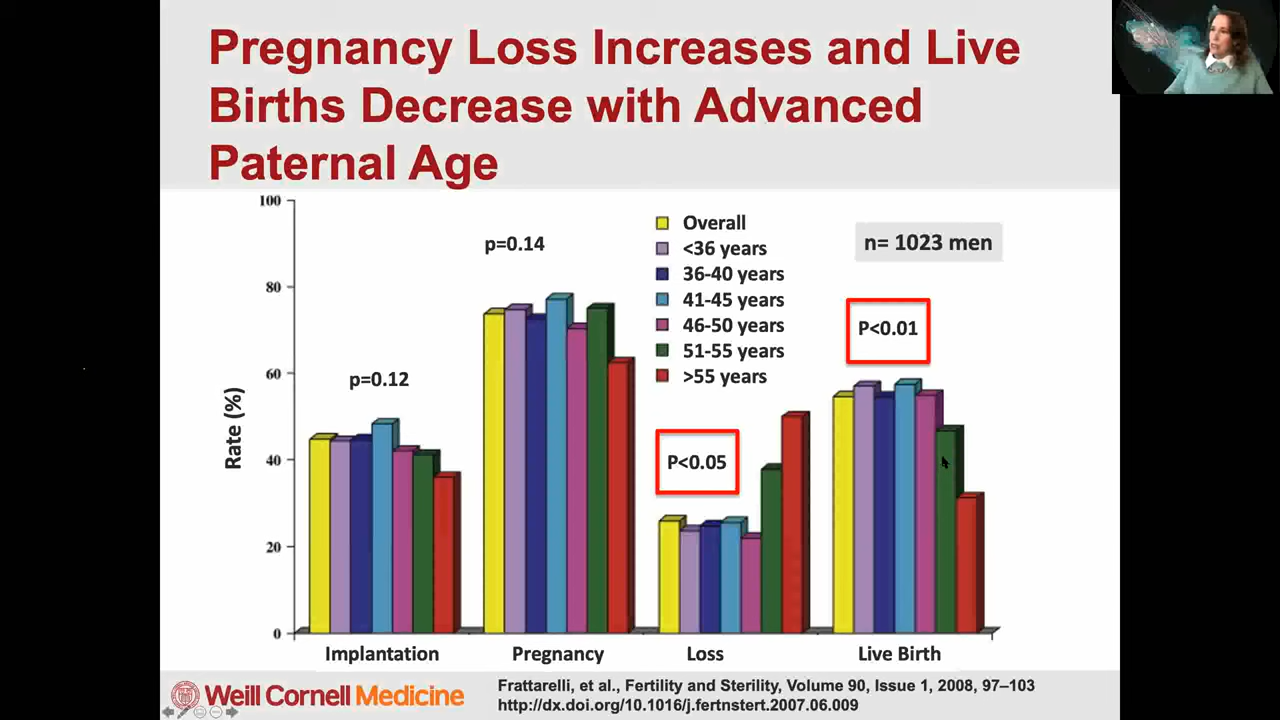 Pregnancy Loss Increases and Live
Births Decrease with Advanced
Paternal Age
100
80
60
40
20
0
Rate (%)
p=0.12
p=0.14
Overall
<36 years
36-40 years
41-45 years
46-50 years
51-55 years
>55 years
n= 1023 men
P<0.05
P<0.01
Implantation
Pregnancy
Loss
Live Birth
Weill Cornell Medicine
Frattarelli, et al., Fertility and Sterility, Volume 90, Issue 1, 2008, 97–103
http://dx.doi.org/10.1016/j.fertnstert.2007.06.009